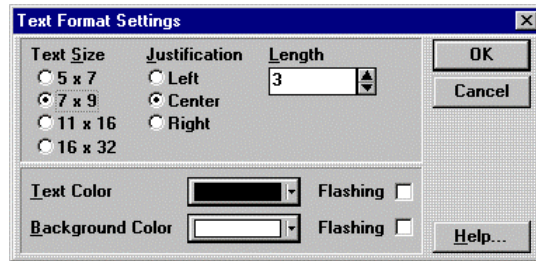 Text Format Settings
Text Size
5 x 7
7 x 9
11 x 16
16 x 32
Justification
Left
Center
Right
Length
3
OK
Cancel
Text Color
Flashing
Background Color
Flashing
Help...